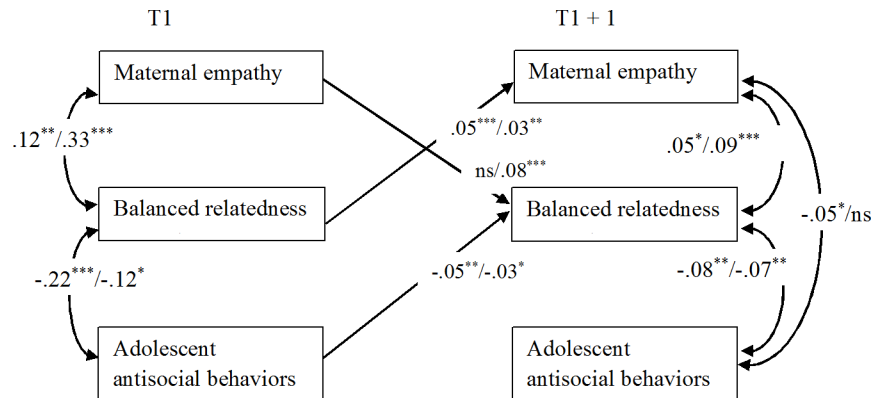 T1 T1 + 1
Maternal empathy Maternal empathy
.12**/.33*** .05***/.03** .05*/.09***
ns/.08***
Balanced relatedness Balanced relatedness -.05*/ns
-.22***/-.12* -.05**/-.03* -.08**/-.07**
Adolescent Adolescent
antisocial behaviors antisocial behaviors